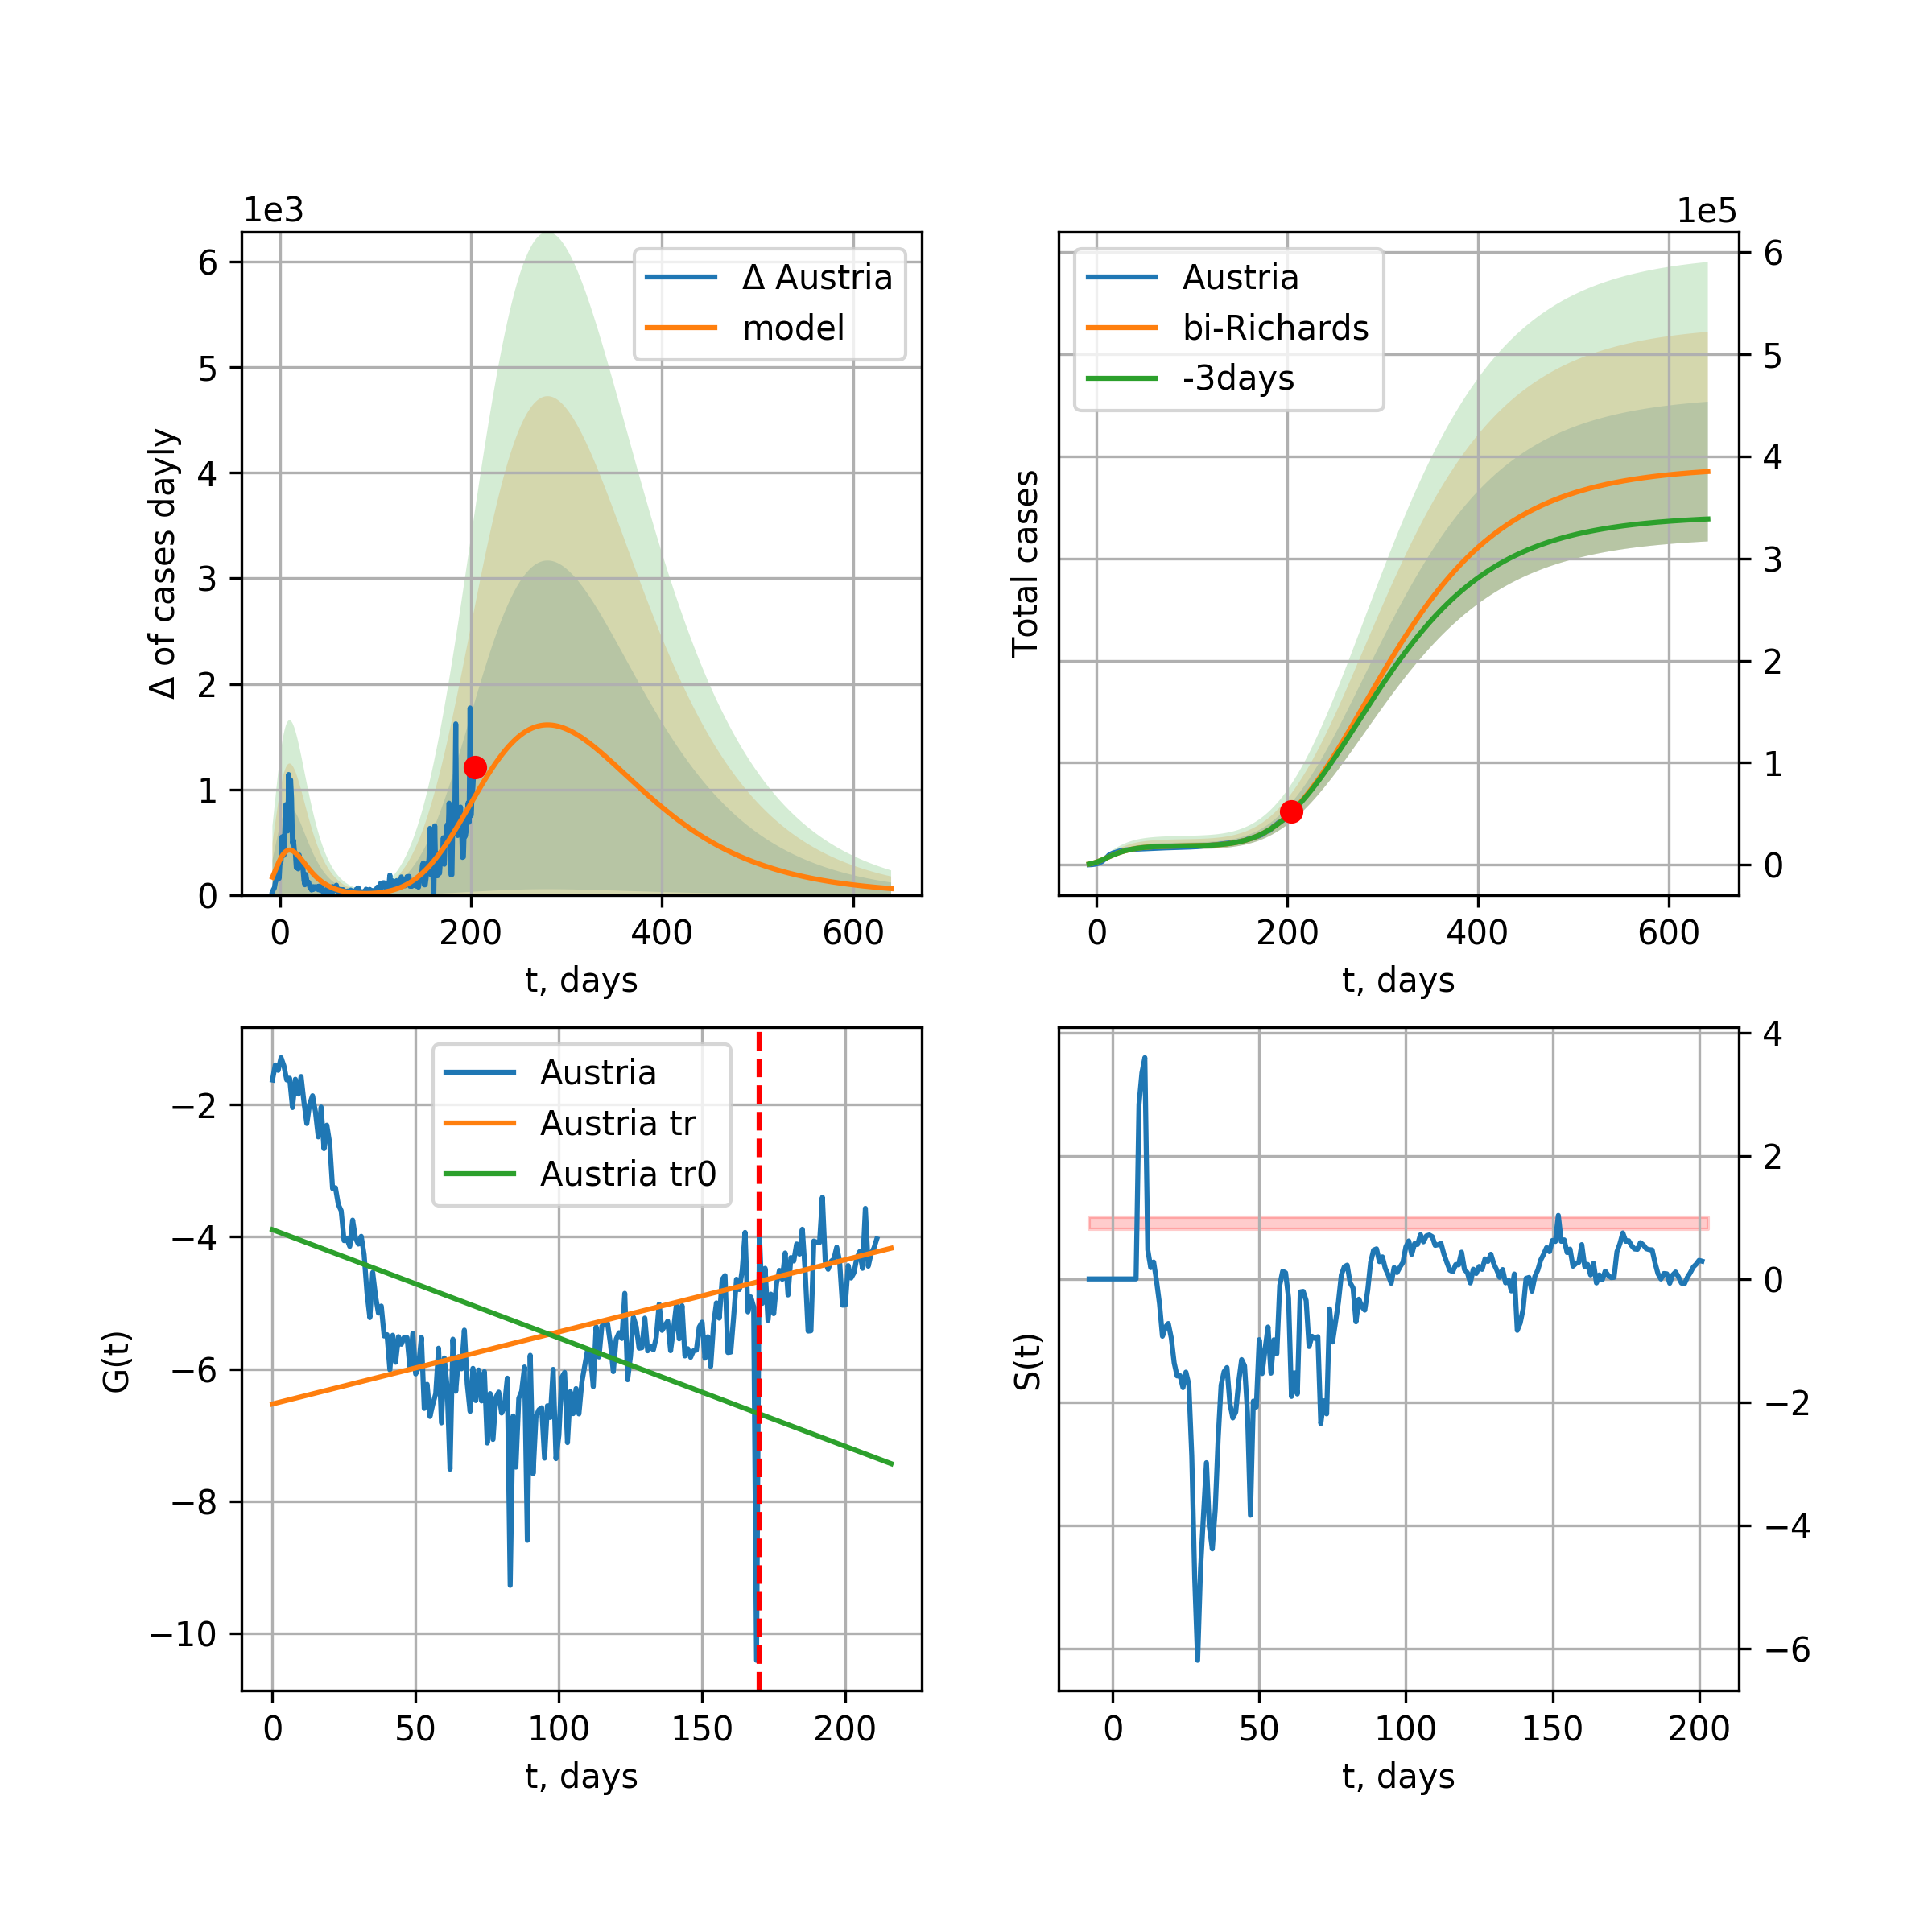 1e3
6
5
4
3
2
1
0
Δ of cases dayly
Δ Austria
model
0 200 400 600
t, days
1e5
Total cases
Austria
bi-Richards
-3days
6
5
4
3
2
1
0
0 200 400 600
t, days
G(t)
−2
−4
−6
−8
−10
Austria
Austria tr
Austria tr0
0 50 100 150 200
t, days
S(t)
4
2
0
−2
−4
−6
0 50 100 150 200
t, days